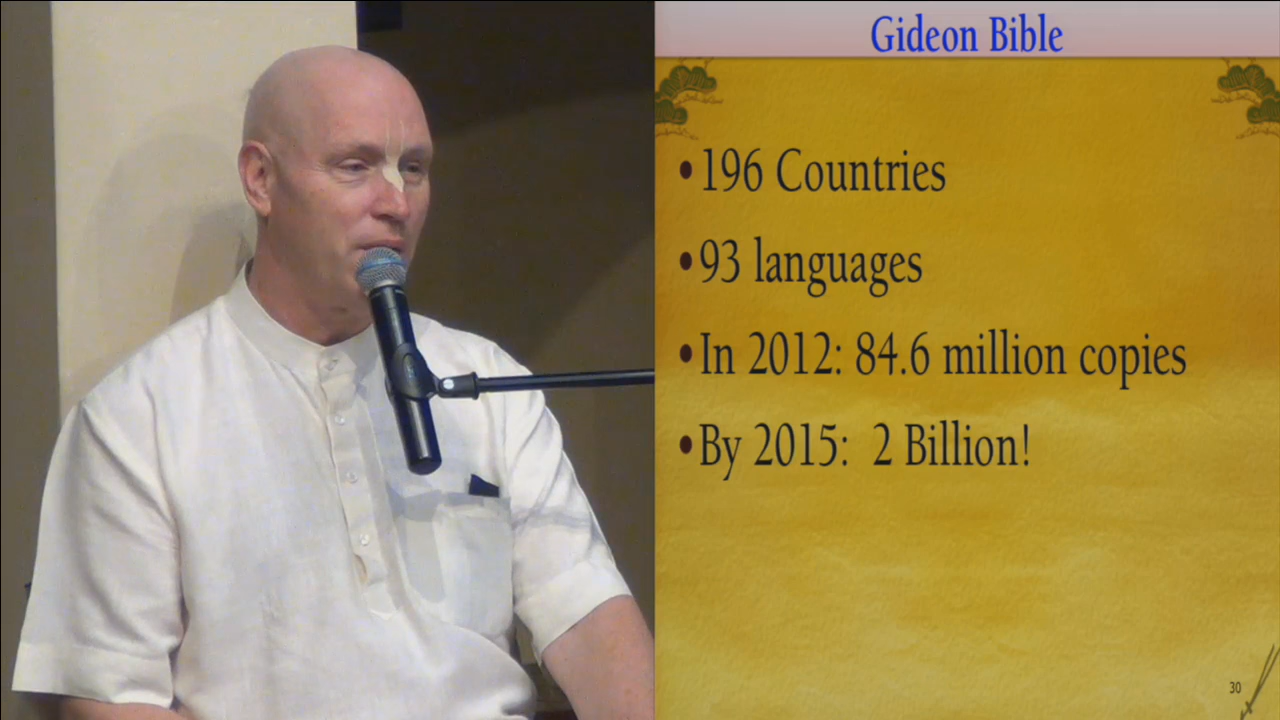 Gideon Bible
•196 Countries
•93 languages
•In 2012: 84.6 million copies
•By 2015: 2 Billion!
30